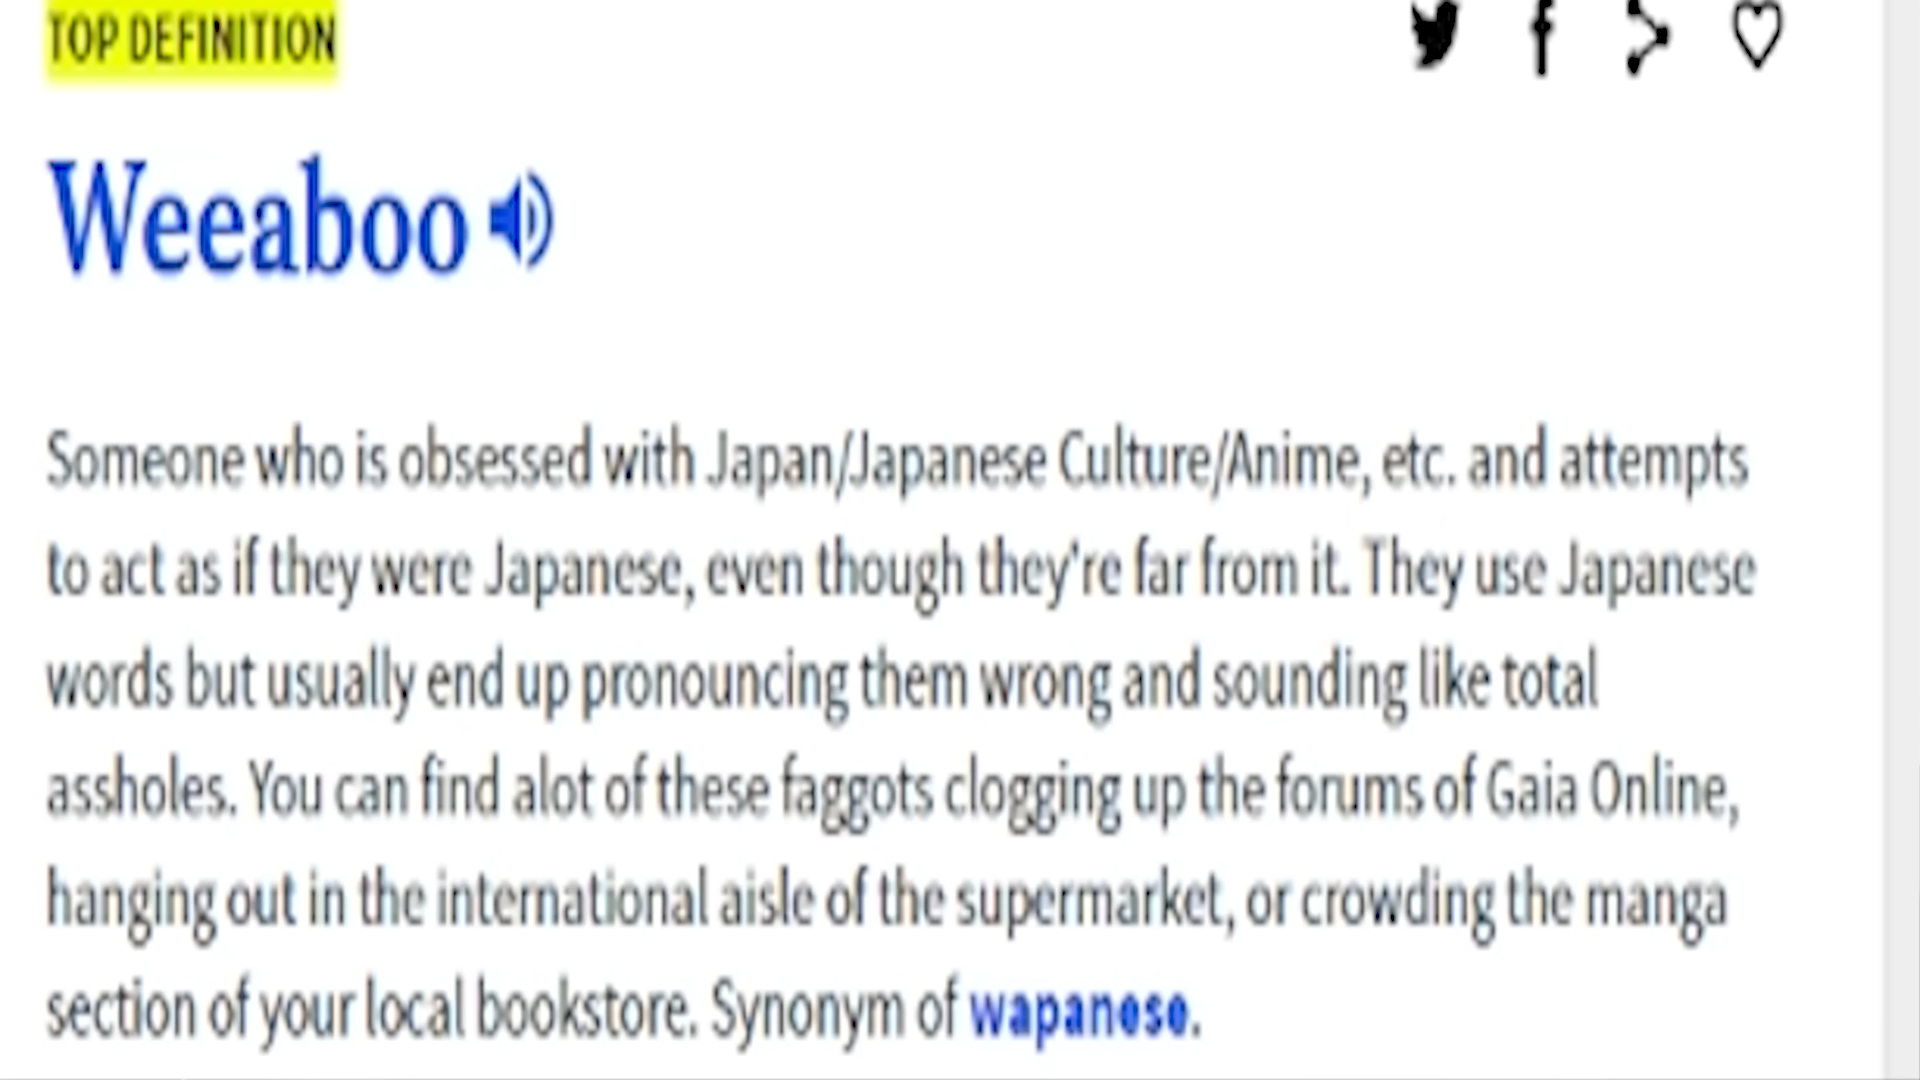 TOP DEFINITION
Weeaboo
Someone who is obsessed with Japan/Japanese Culture/Anime, etc. and attempts
to act as if they were Japanese, even though they're far from it. They use Japanese
words but usually end up pronouncing them wrong and sounding like total
assholes. You can find alot of these faggots clogging up the forums of Gaia Online,
hanging out in the international aisle of the supermarket, or crowding the manga
section of your local bookstore. Synonym of wapanese.